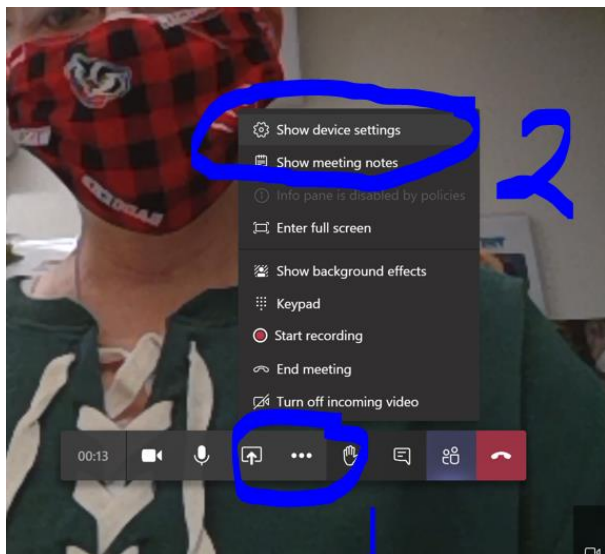 2
Show device settings
Show meeting notes
Info pane is disabled by policies
Enter full screen
Show background effects
Keypad
Start recording
End meeting
Turn off incoming video
00:13
1